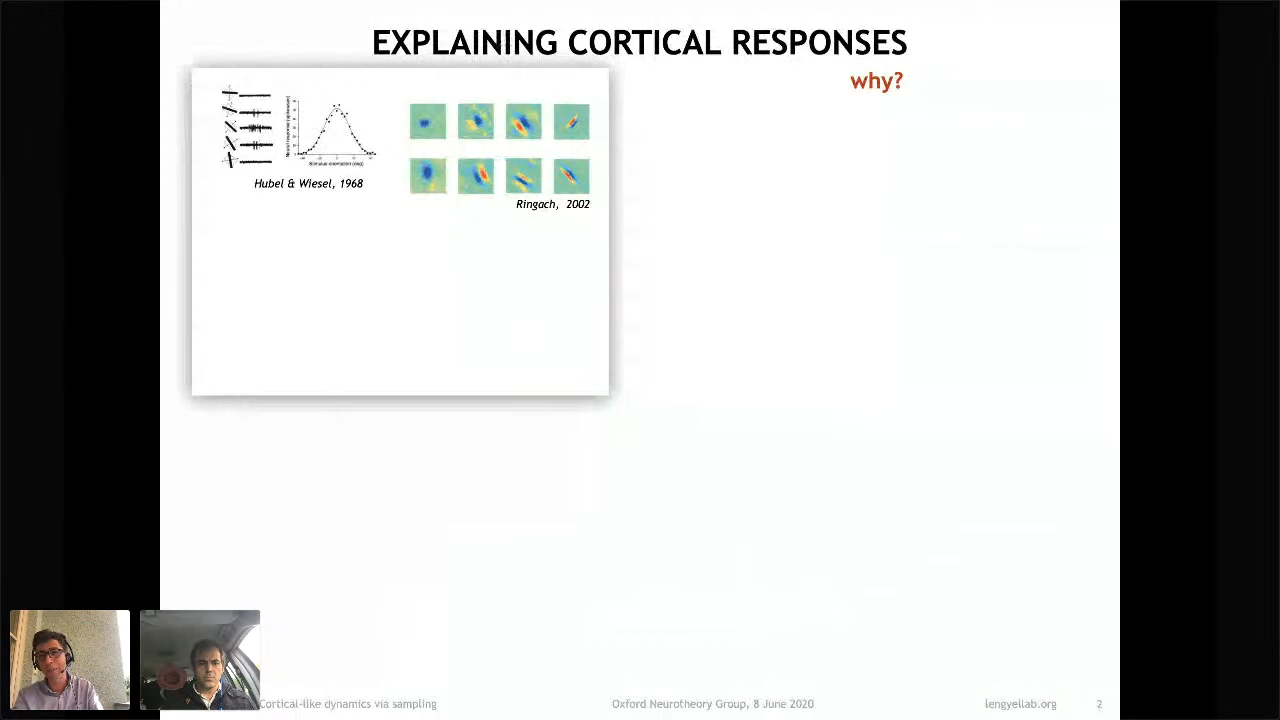 EXPLAINING CORTICAL RESPONSES
why?
Hubel & Wiesel, 1968
Ringach, 2002
Cortical-like dynamics via sampling
Oxford Neurotheory Group, 8 June 2020
lengyellab.org
2